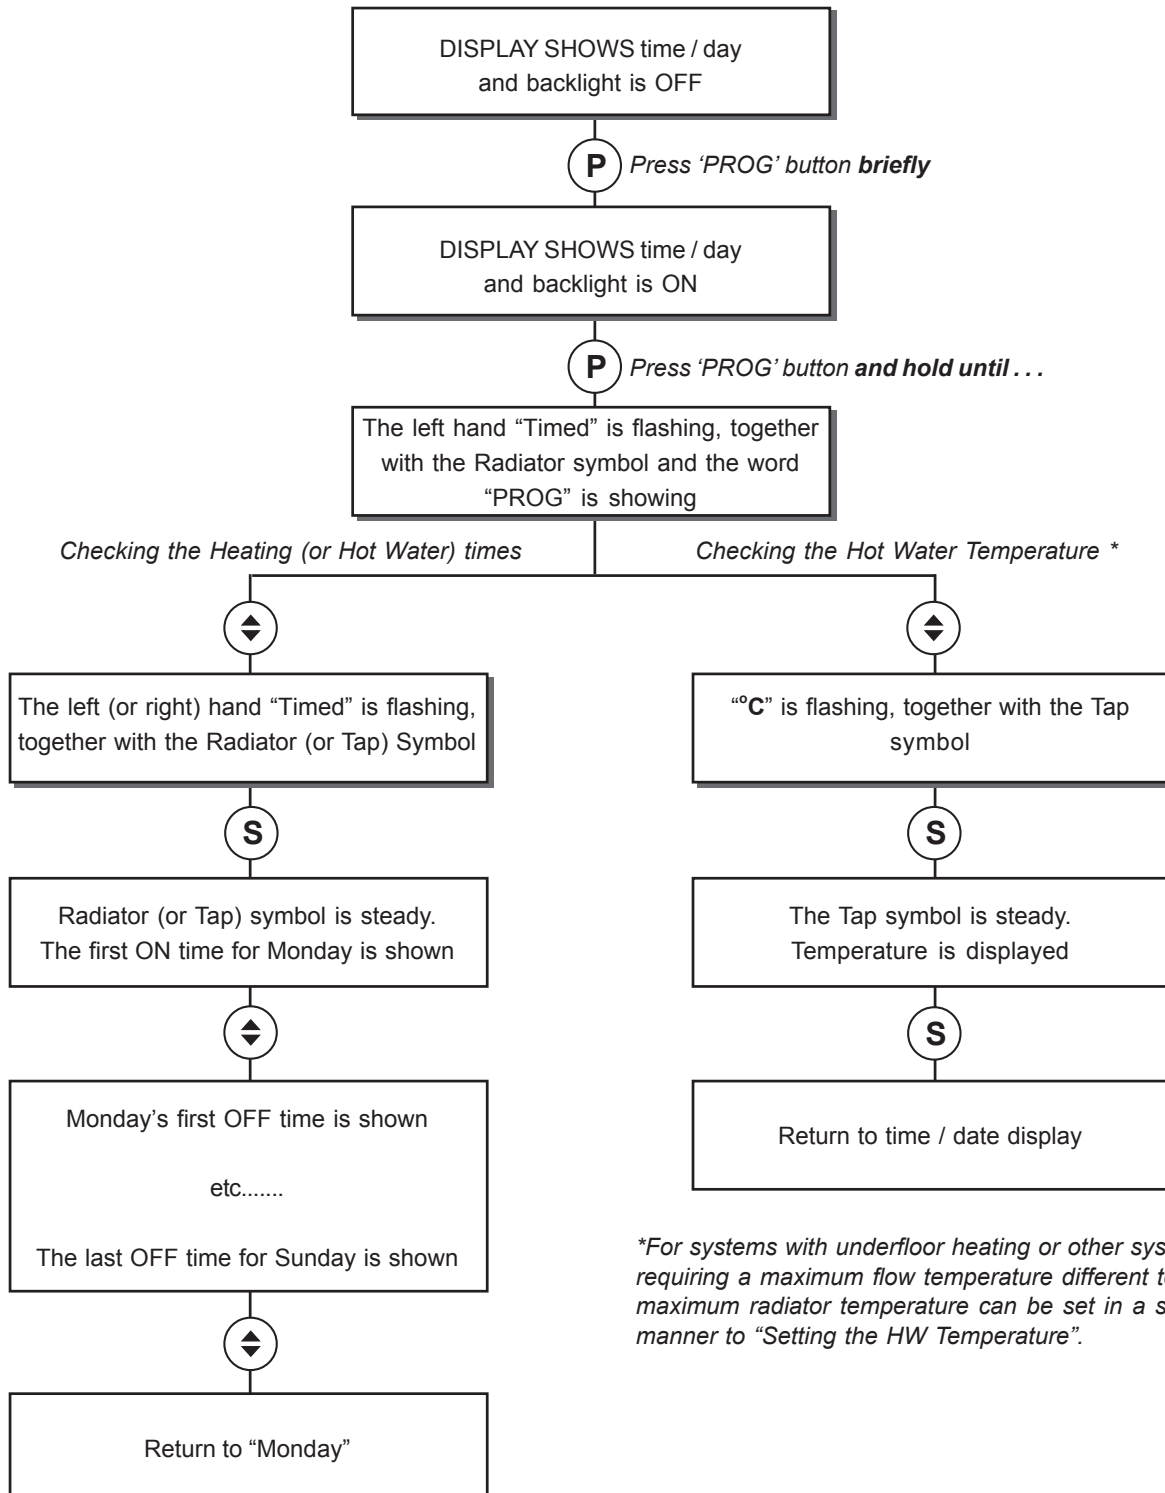 DISPLAY SHOWS time / day
and backlight is OFF
P
Press ‘PROG’ button briefly
DISPLAY SHOWS time / day
and backlight is ON
P
Press ‘PROG’ button and hold until . . .
The left hand “Timed” is flashing, together
with the Radiator symbol and the word
“PROG” is showing
Checking the Heating (or Hot Water) times
The left (or right) hand “Timed” is flashing,
together with the Radiator (or Tap) Symbol
S
Radiator (or Tap) symbol is steady.
The first ON time for Monday is shown
Monday’s first OFF time is shown
etc.......
The last OFF time for Sunday is shown
Return to “Monday”
Checking the Hot Water Temperature *
“°C” is flashing, together with the Tap
symbol
S
The Tap symbol is steady.
Temperature is displayed
S
Return to time / date display
*For systems with underfloor heating or other
requiring a maximum flow temperature different
maximum radiator temperature can be set in a
manner to “Setting the HW Temperature”.